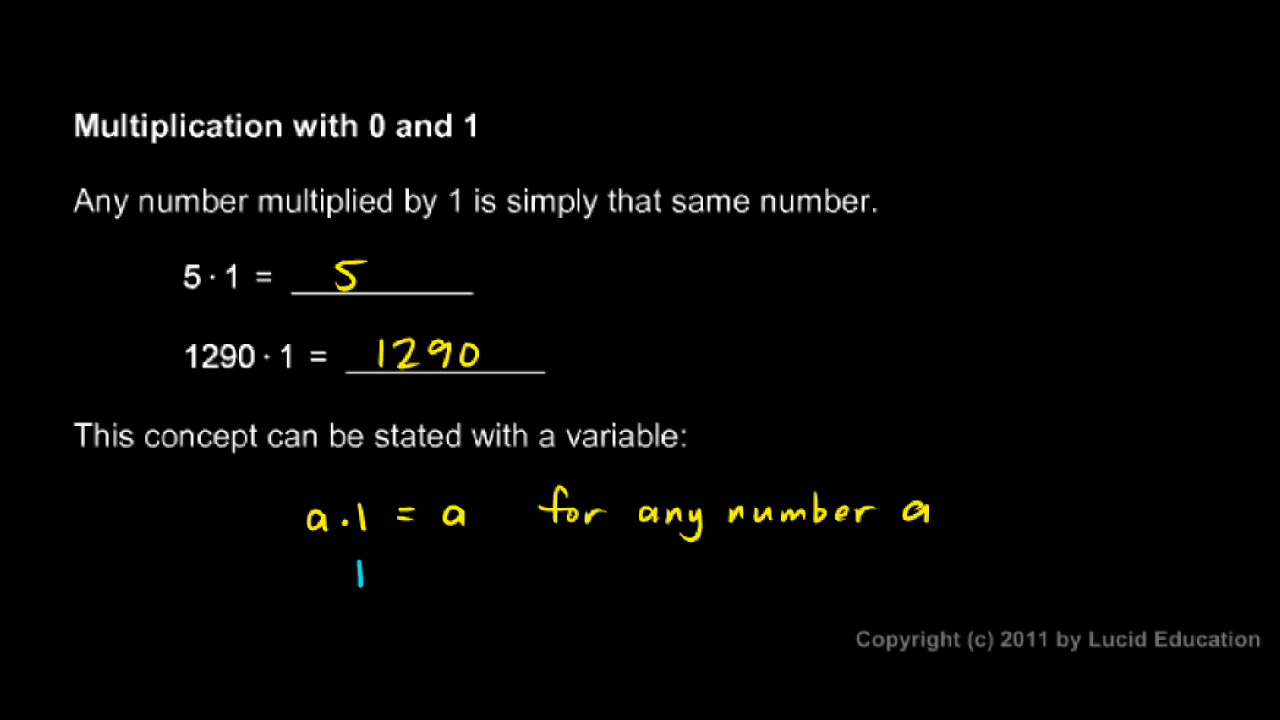 Multiplication with 0 and 1
Any number multiplied by 1 is simply that same number.
5 · 1 = 5
1290 · 1 = 1290
This concept can be stated with a variable:
a · 1 = a for any number a
1
Copyright (c) 2011 by Lucid Education